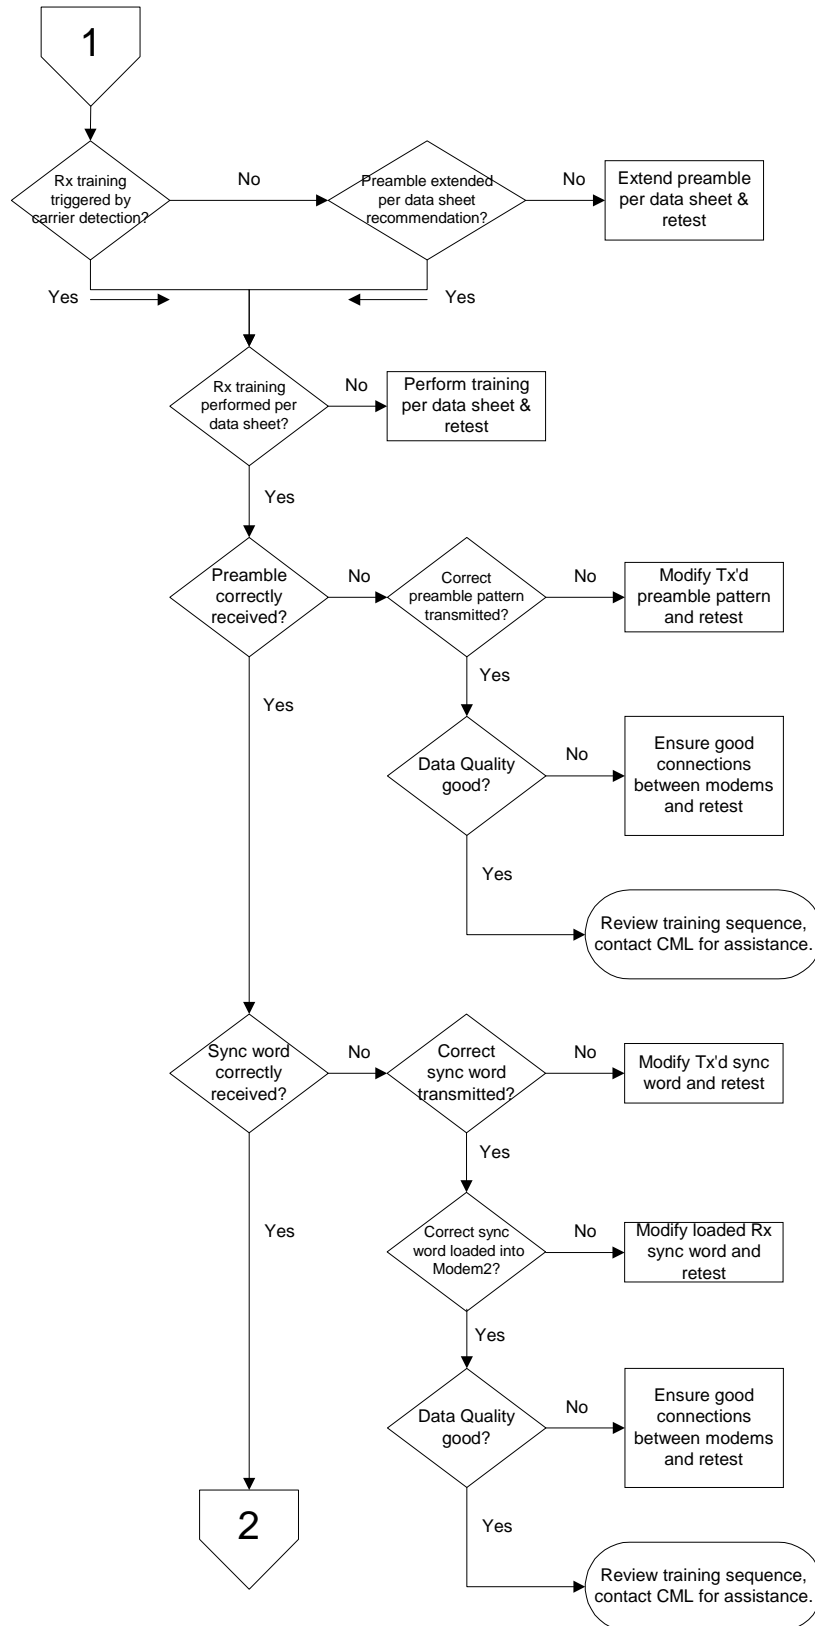 1
Rx training
triggered by
carrier detection?
No
Preamble extended
per data sheet
recommendation?
No
Extend preamble
per data sheet &
retest
Yes
Yes
Rx training
performed per
data sheet?
No
Perform training
per data sheet &
retest
Yes
Preamble
correctly
received?
No
Correct
preamble pattern
transmitted?
No
Modify Tx'd
preamble pattern
and retest
Yes
Yes
Data Quality
good?
No
Ensure good
connections
between modems
and retest
Yes
Review training sequence,
contact CML for assistance.
Sync word
correctly
received?
No
Correct
sync word
transmitted?
No
Modify Tx'd sync
word and retest
Yes
Yes
Correct sync
word loaded into
Modem2?
No
Modify loaded Rx
sync word and
retest
Yes
Data Quality
good?
No
Ensure good
connections
between modems
and retest
2
Yes
Review training sequence,
contact CML for assistance.